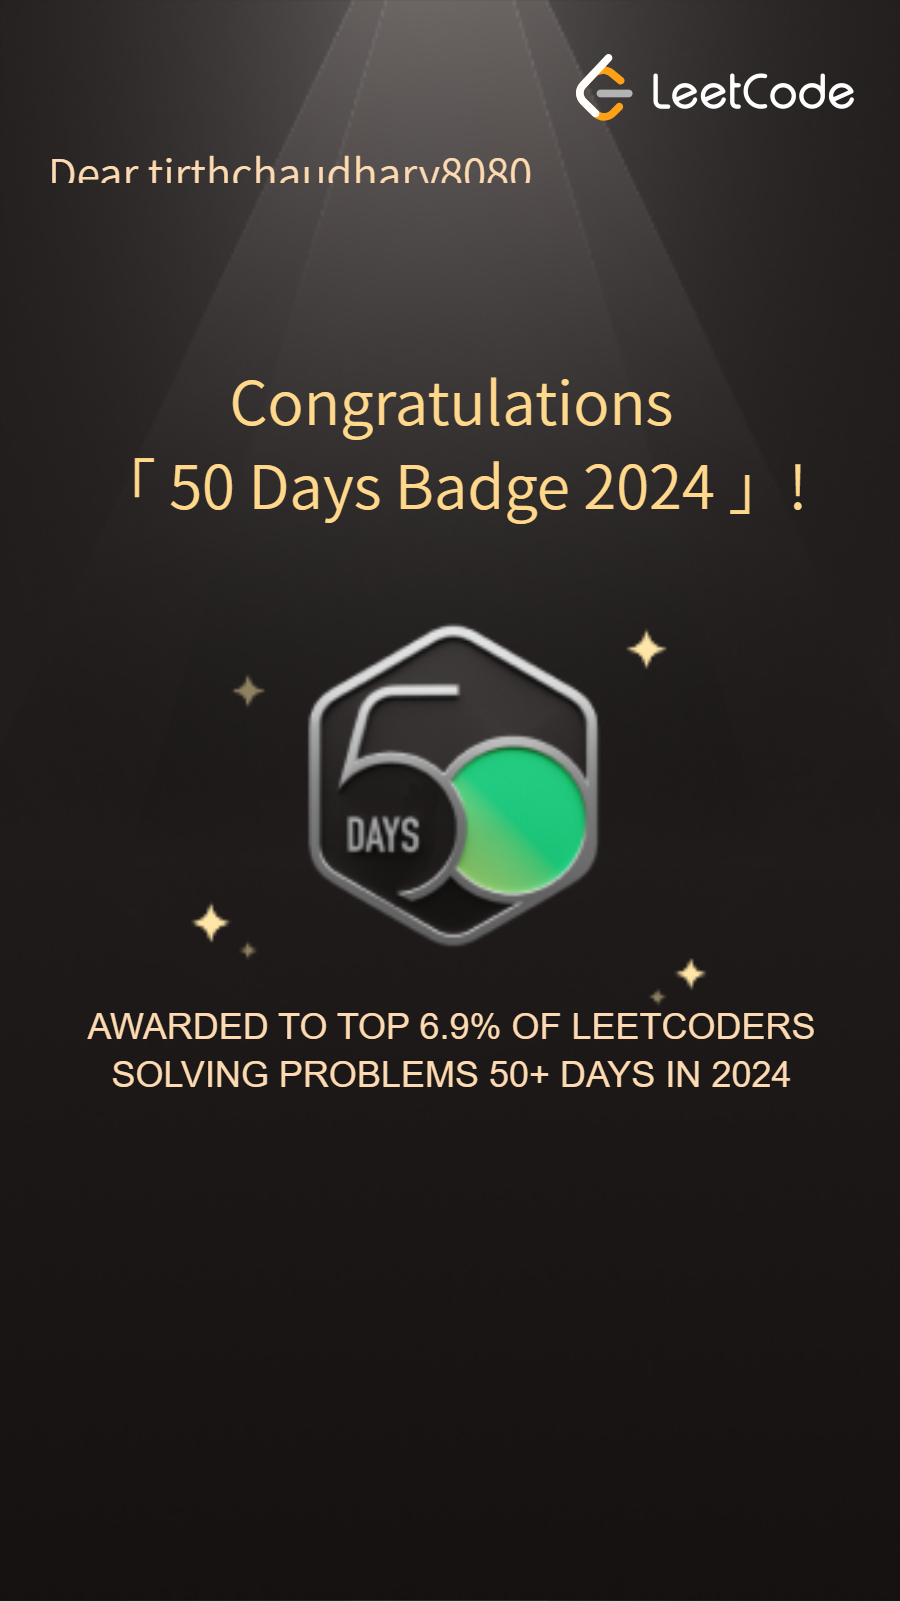 LeetCode
Dear tirthchaudhary8080
Congratulations
「 50 Days Badge 2024 」!
50
DAYS
AWARDED TO TOP 6.9% OF LEETCODERS
SOLVING PROBLEMS 50+ DAYS IN 2024